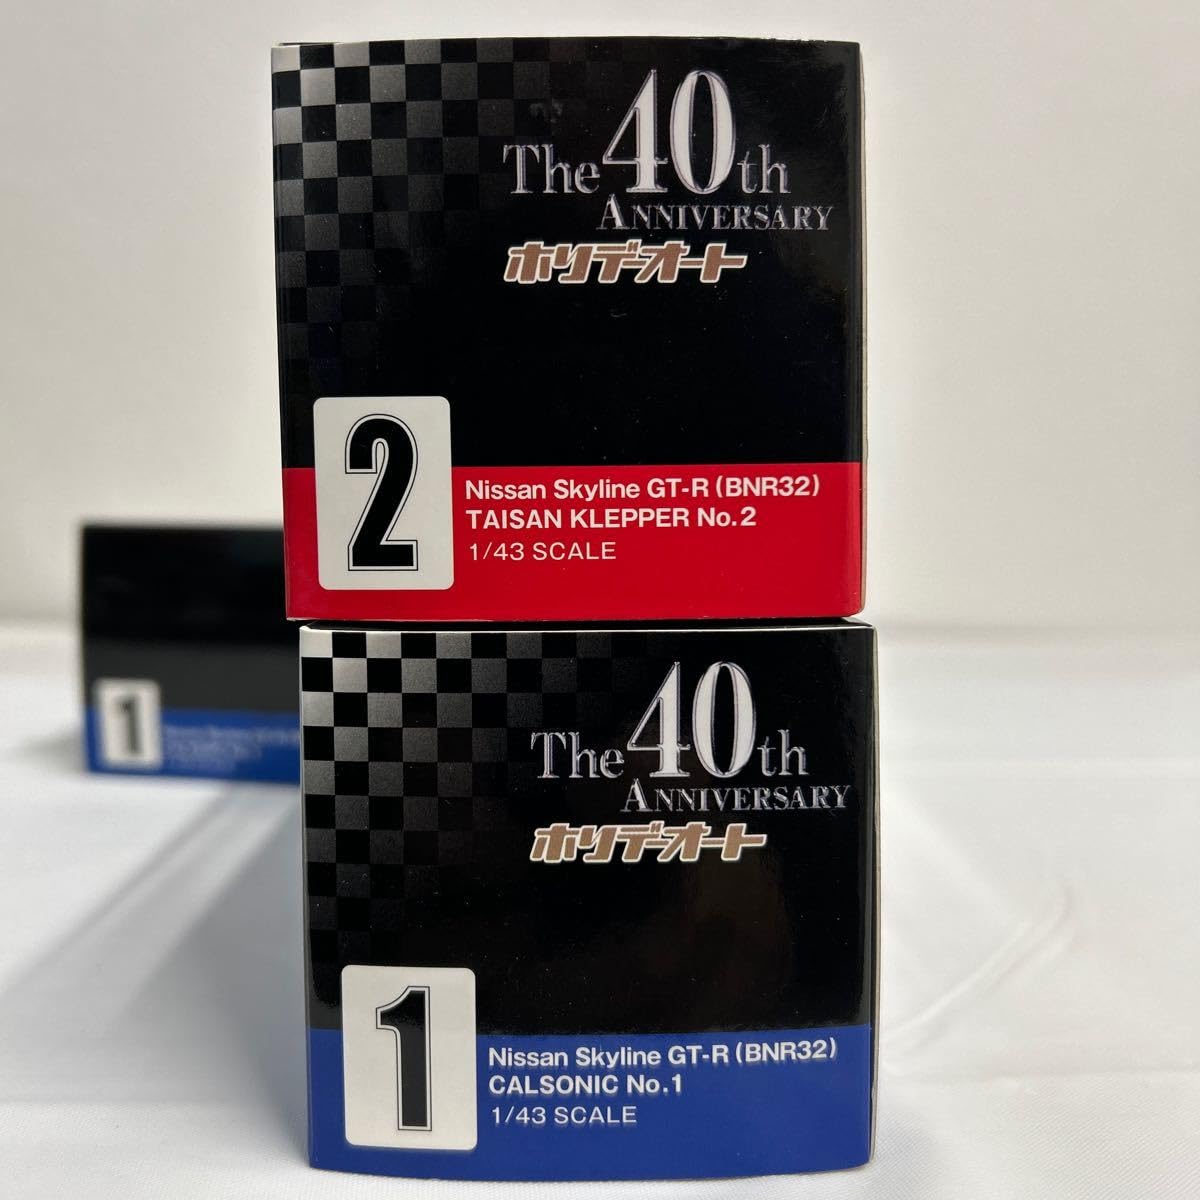 The 40th
ANNIVERSARY
ホリデーオート
2
Nissan Skyline GT-R (BNR32)
TAISAN KLEPPER No.2
1/43 SCALE
The 40th
ANNIVERSARY
ホリデーオート
1
Nissan Skyline GT-R (BNR32)
CALSONIC No.1
1/43 SCALE
1